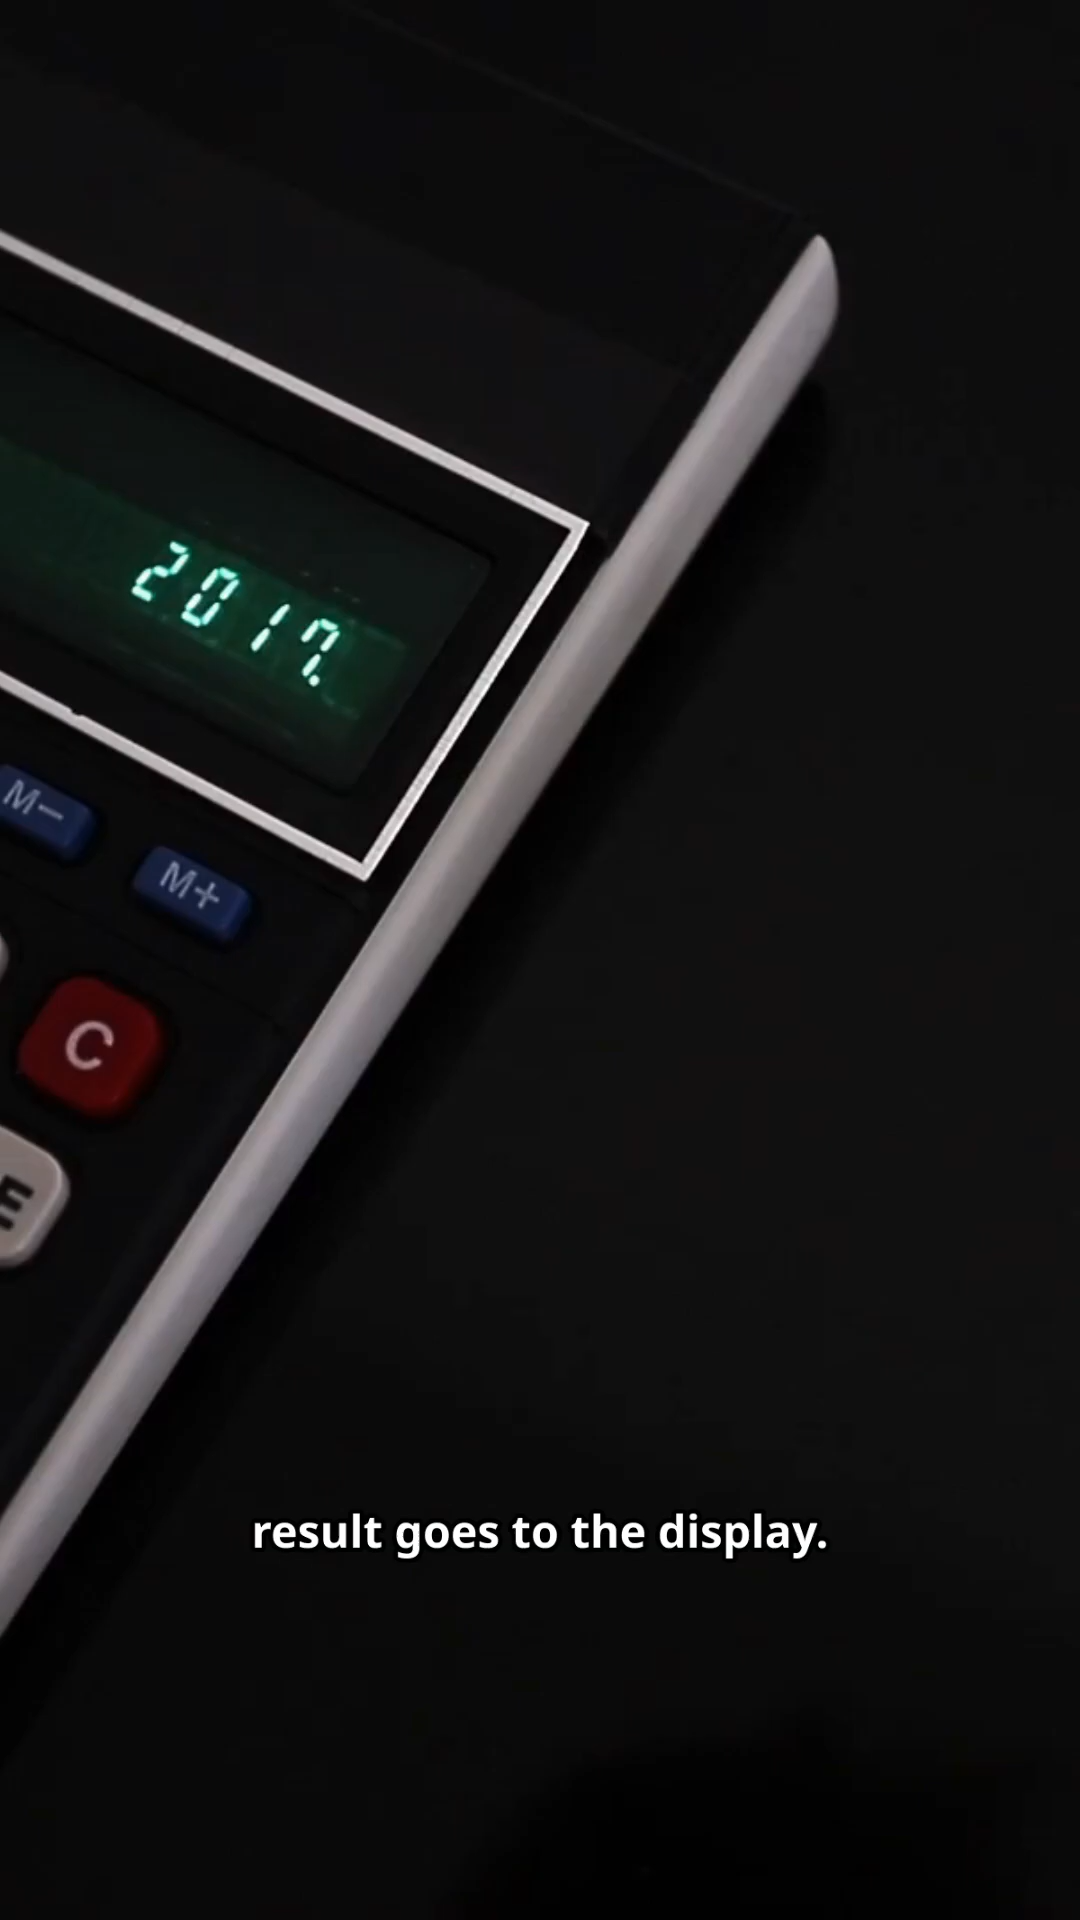 2017.
M− M+
C
E
result goes to the display.